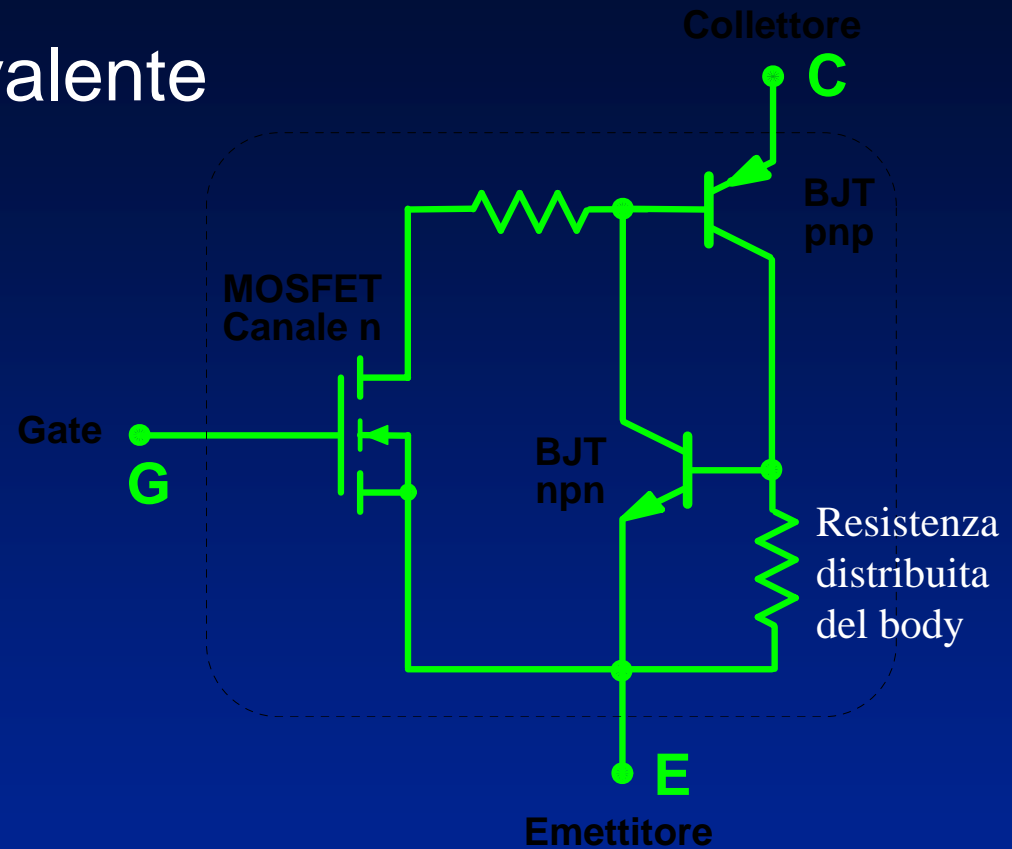 valente
Collettore
C
BJT
pnp
MOSFET
Canale n
Gate
G
BJT
npn
Resistenza
distribuita
del body
E
Emettitore